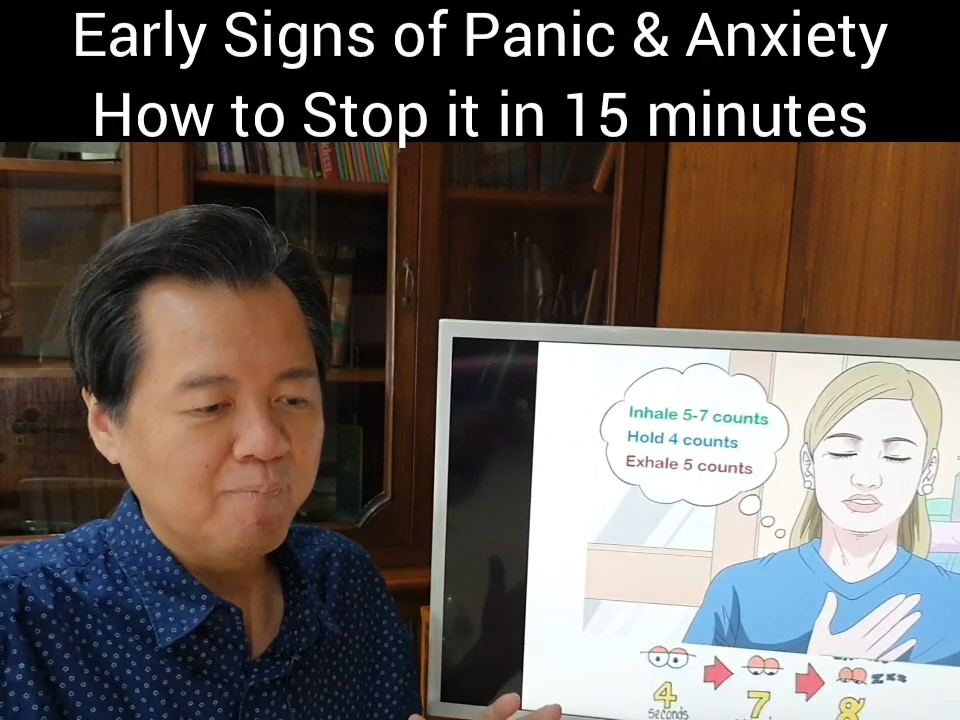 Early Signs of Panic & Anxiety
How to Stop it in 15 minutes
Inhale 5-7 counts
Hold 4 counts
Exhale 5 counts
4
7
8
seconds